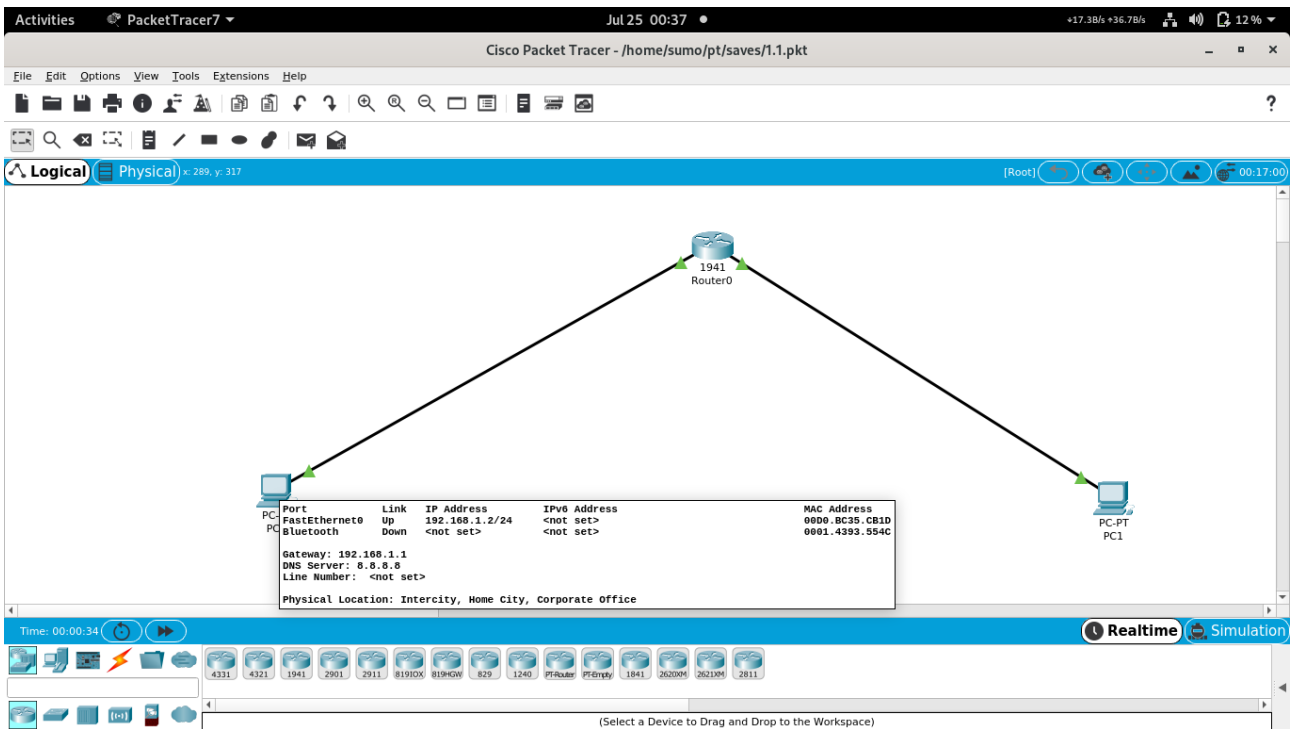 Activities PacketTracer7 Jul 25 00:37 +17.3B/s +36.7B/s 12 %
Cisco Packet Tracer - /home/sumo/pt/saves/1.1.pkt
File Edit Options View Tools Extensions Help
?
Logical Physical x: 289, y: 317 [Root] 00:17:00
1941
Router0
PC-
PC
Port Link IP Address IPv6 Address MAC Address
FastEthernet0 Up 192.168.1.2/24 <not set> 00D0.BC35.CB1D
Bluetooth Down <not set> <not set> 0001.4393.554C
Gateway: 192.168.1.1
DNS Server: 8.8.8.8
Line Number: <not set>
Physical Location: Intercity, Home City, Corporate Office
PC-PT
PC1
Time: 00:00:34 Realtime Simulation
4331 4321 1941 2901 2911 819IOX 819HGW 829 1240 PT-Router PT-Empty 1841 2620XM 2621XM 2811
(Select a Device to Drag and Drop to the Workspace)